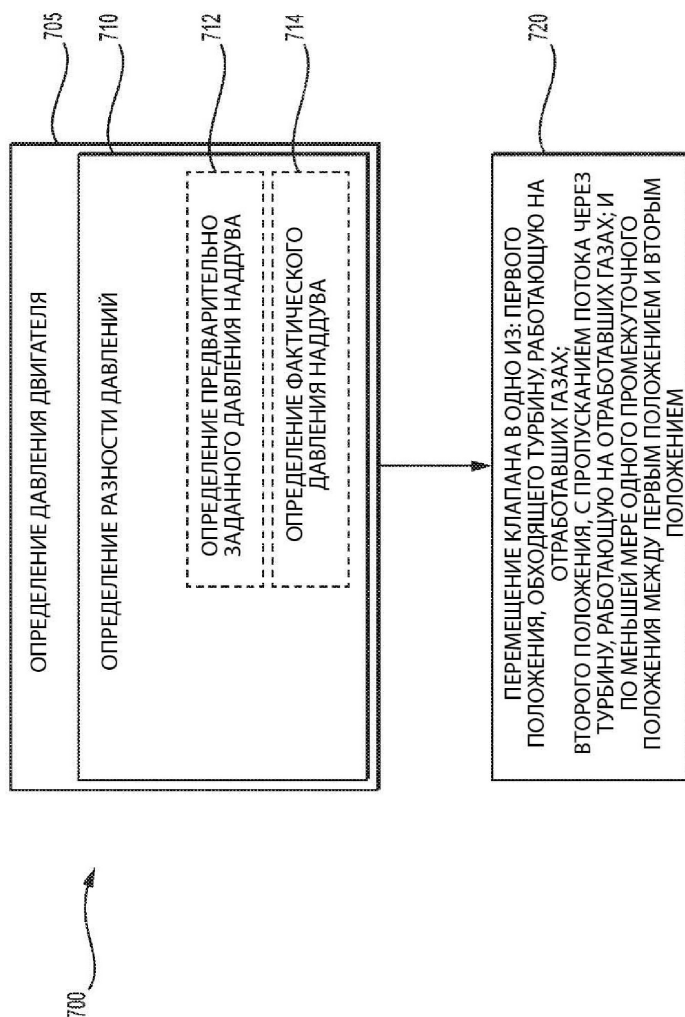 700
ОПРЕДЕЛЕНИЕ ДАВЛЕНИЯ ДВИГАТЕЛЯ
705
ОПРЕДЕЛЕНИЕ РАЗНОСТИ ДАВЛЕНИЙ
710
ОПРЕДЕЛЕНИЕ ПРЕДВАРИТЕЛЬНО
ЗАДАННОГО ДАВЛЕНИЯ НАДДУВА
712
ОПРЕДЕЛЕНИЕ ФАКТИЧЕСКОГО
ДАВЛЕНИЯ НАДДУВА
714
ПЕРЕМЕЩЕНИЕ КЛАПАНА В ОДНО ИЗ: ПЕРВОГО
ПОЛОЖЕНИЯ, ОБХОДЯЩЕГО ТУРБИНУ, РАБОТАЮЩУЮ НА
ОТРАБОТАВШИХ ГАЗАХ;
ВТОРОГО ПОЛОЖЕНИЯ, С ПРОПУСКАНИЕМ ПОТОКА ЧЕРЕЗ
ТУРБИНУ, РАБОТАЮЩУЮ НА ОТРАБОТАВШИХ ГАЗАХ; И
ПО МЕНЬШЕЙ МЕРЕ ОДНОГО ПРОМЕЖУТОЧНОГО
ПОЛОЖЕНИЯ МЕЖДУ ПЕРВЫМ ПОЛОЖЕНИЕМ И ВТОРЫМ
ПОЛОЖЕНИЕМ
720